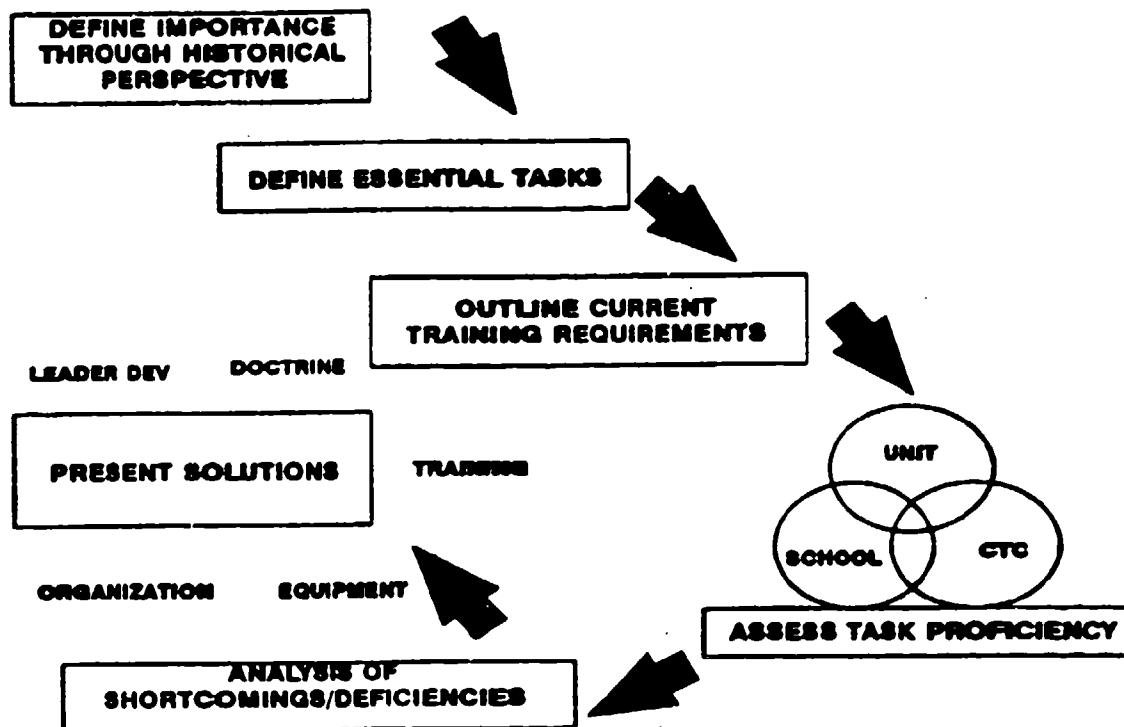 DEFINE IMPORTANCE
THROUGH HISTORICAL
PERSPECTIVE
DEFINE ESSENTIAL TASKS
OUTLINE CURRENT
TRAINING REQUIREMENTS
LEADER DEV
DOCTRINE
PRESENT SOLUTIONS
TRAINING
UNIT
SCHOOL
CTC
ORGANIZATION
EQUIPMENT
ASSESS TASK PROFICIENCY
ANALYSIS OF
SHORTCOMINGS/DEFICIENCIES